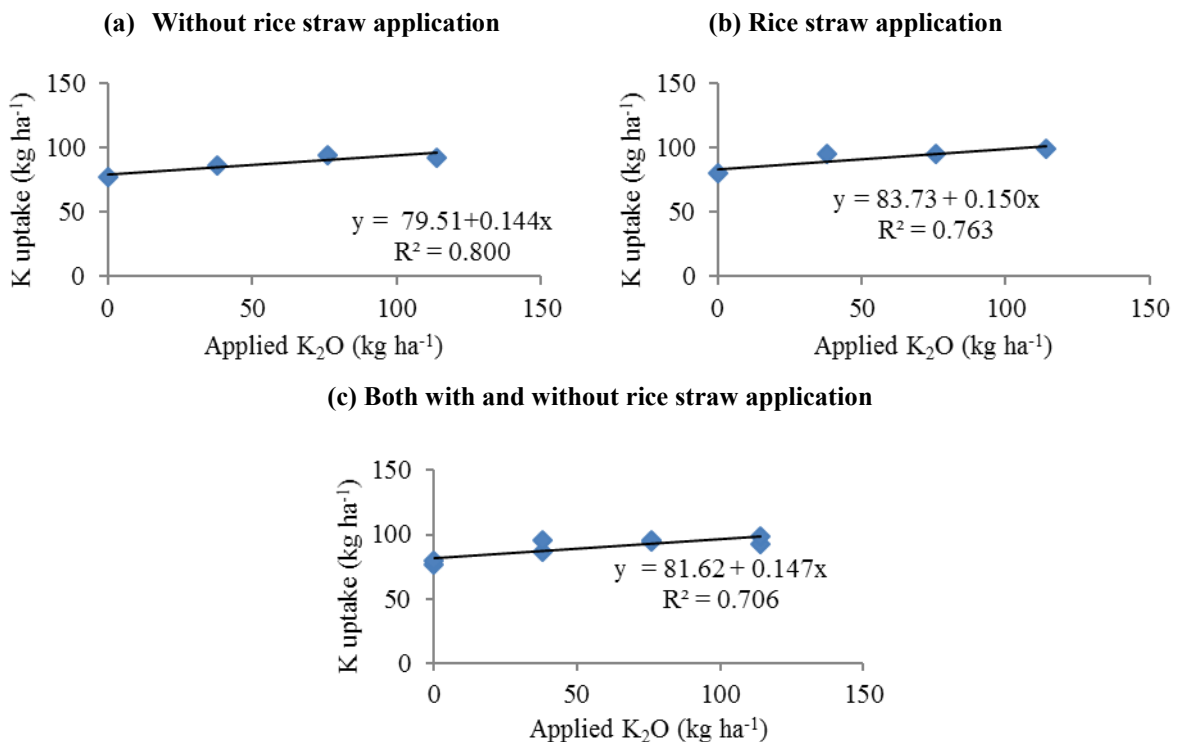 (a) Without rice straw application
(b) Rice straw application
150
100
50
0
K uptake (kg ha⁻¹)
y = 79.51+0.144x
R² = 0.800
0 50 100 150
Applied K₂O (kg ha⁻¹)
150
100
50
0
K uptake (kg ha⁻¹)
y = 83.73 + 0.150x
R² = 0.763
0 50 100 150
Applied K₂O (kg ha⁻¹)
(c) Both with and without rice straw application
150
100
50
0
K uptake (kg ha⁻¹)
y = 81.62 + 0.147x
R² = 0.706
0 50 100 150
Applied K₂O (kg ha⁻¹)